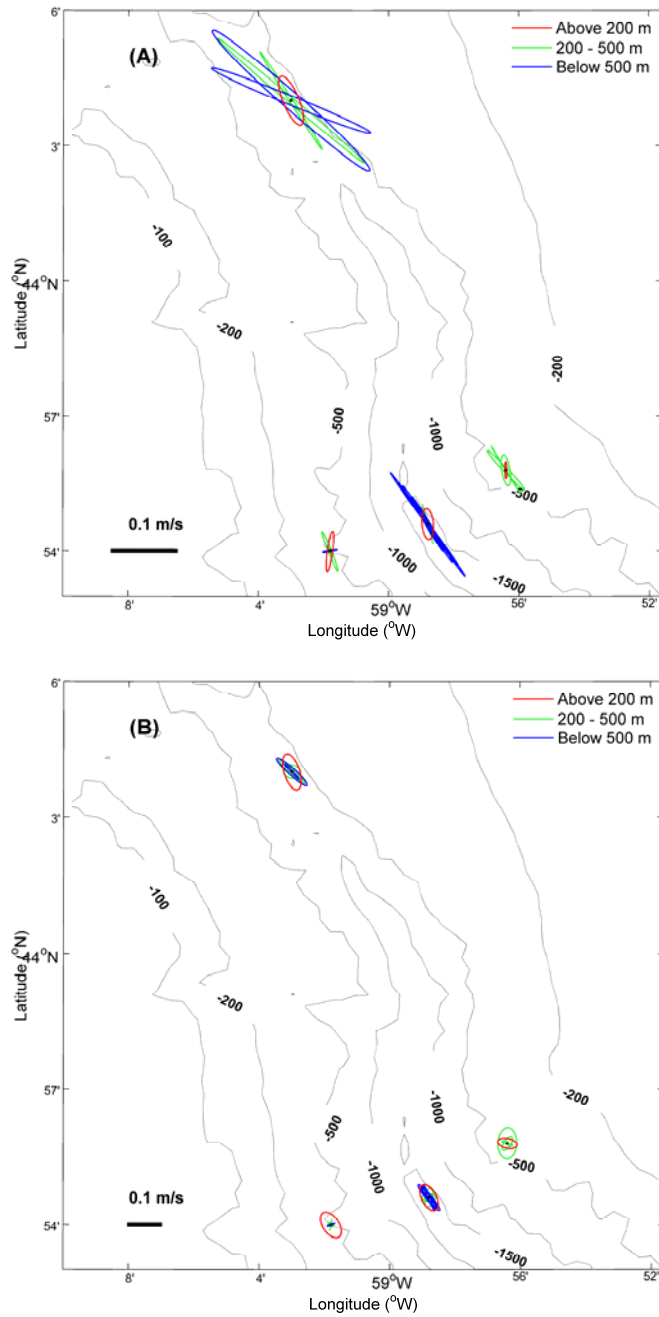 6'
(A)
Above 200 m
200 - 500 m
Below 500 m
3'
-100
Latitude (°N)
44°N
-200
-200
-500
-1000
57'
-500
0.1 m/s
54'
-1000
-1500
8'
4'
59°W
56'
52'
Longitude (°W)
6'
(B)
Above 200 m
200 - 500 m
Below 500 m
3'
-100
Latitude (°N)
44°N
-200
57'
-1000
-200
-500
-500
-1000
0.1 m/s
54'
-1500
8'
4'
59°W
56'
52'
Longitude (°W)